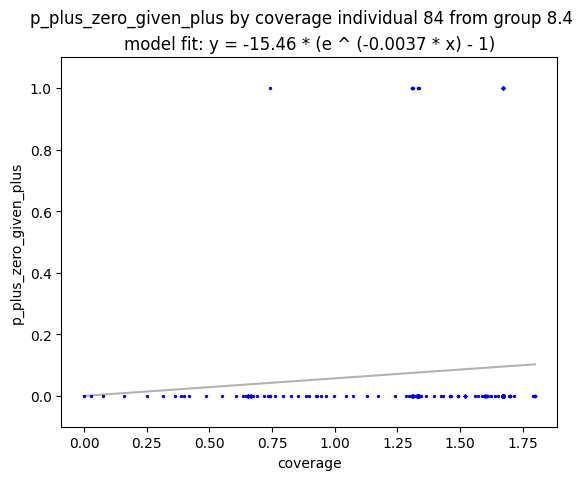 p_plus_zero_given_plus by coverage individual 84 from group 8.4
model fit: y = -15.46 * (e ^ (-0.0037 * x) - 1)
1.0
0.8
0.6
0.4
0.2
0.0
p_plus_zero_given_plus
0.00 0.25 0.50 0.75 1.00 1.25 1.50 1.75
coverage